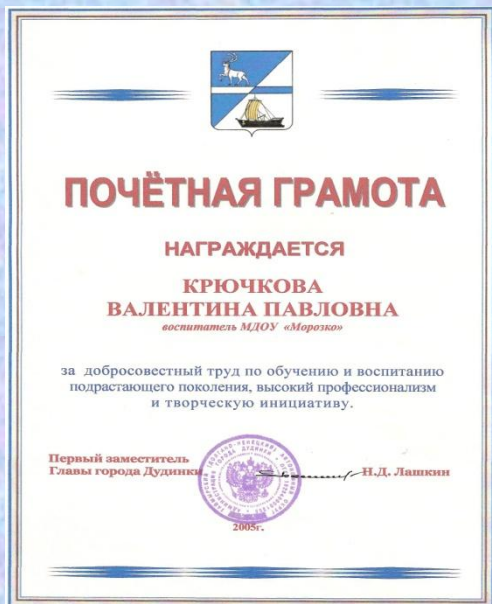 ПОЧЁТНАЯ ГРАМОТА
НАГРАЖДАЕТСЯ
КРЮЧКОВА
ВАЛЕНТИНА ПАВЛОВНА
воспитатель МДОУ «Морозко»
за добросовестный труд по обучению и воспитанию
подрастающего поколения, высокий профессионализм
и творческую инициативу.
Первый заместитель
Главы города Дудинки
Н.Д. Лашкин
2005г.